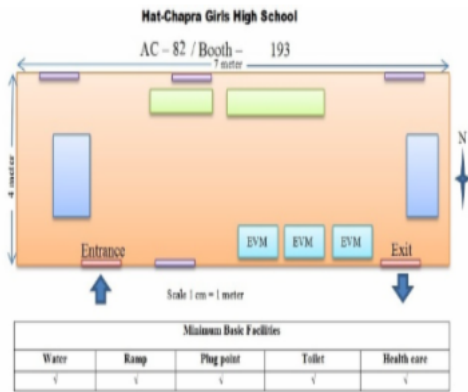 Hat-Chapra Girls High School
AC – 82 / Booth – 193
7 meter
4 meter
N
EVM EVM EVM
Entrance Exit
Scale 1 cm = 1 meter
Minimum Basic Facilities
Water Ramp Plug point Toilet Health care
√ √ √ √ √